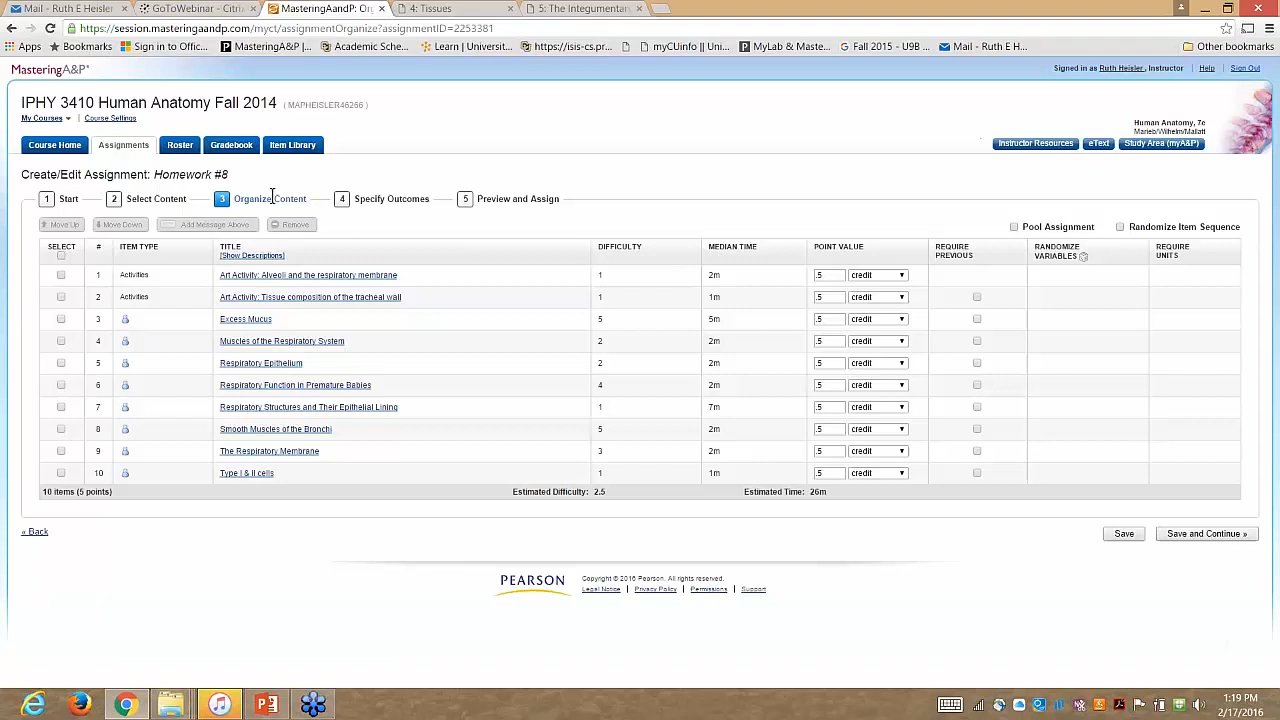 Mail - Ruth E Heisler - U
GoToWebinar - Citrix
MasteringAandP: Org
4: Tissues
5: The Integumentar
https://session.masteringaandp.com/myct/assignmentOrganize?assignmentID=2253381
Apps Bookmarks Sign in to Offic... MasteringA&P |... Academic Sche... Learn | Universit... https://isis-cs.pr... myCUinfo || Uni... MyLab & Maste... Fall 2015 - U9B ... Mail - Ruth E H... Other bookmarks
MasteringA&P®
Signed in as Ruth Heisler, Instructor | Help | Sign Out
IPHY 3410 Human Anatomy Fall 2014 ( MAPHEISLER46266 )
My Courses | Course Settings
Human Anatomy, 7e
Marieb/Wilhelm/Mallatt
Course Home Assignments Roster Gradebook Item Library Instructor Resources eText Study Area (myA&P)
Create/Edit Assignment: Homework #8
1 Start 2 Select Content 3 Organize Content 4 Specify Outcomes 5 Preview and Assign
Move Up Move Down Add Message Above Remove Pool Assignment Randomize Item Sequence
SELECT # ITEM TYPE TITLE [Show Descriptions] DIFFICULTY MEDIAN TIME POINT VALUE REQUIRE PREVIOUS RANDOMIZE VARIABLES REQUIRE UNITS
1 Activities Art Activity: Alveoli and the respiratory membrane 1 2m .5 credit
2 Activities Art Activity: Tissue composition of the tracheal wall 1 1m .5 credit
3 Excess Mucus 5 5m .5 credit
4 Muscles of the Respiratory System 2 2m .5 credit
5 Respiratory Epithelium 2 2m .5 credit
6 Respiratory Function in Premature Babies 4 2m .5 credit
7 Respiratory Structures and Their Epithelial Lining 1 7m .5 credit
8 Smooth Muscles of the Bronchi 5 2m .5 credit
9 The Respiratory Membrane 3 2m .5 credit
10 Type I & II cells 1 1m .5 credit
10 items (5 points) Estimated Difficulty: 2.5 Estimated Time: 26m
« Back Save Save and Continue »
PEARSON
Copyright © 2016 Pearson. All rights reserved.
Legal Notice | Privacy Policy | Permissions | Support
1:19 PM
2/17/2016